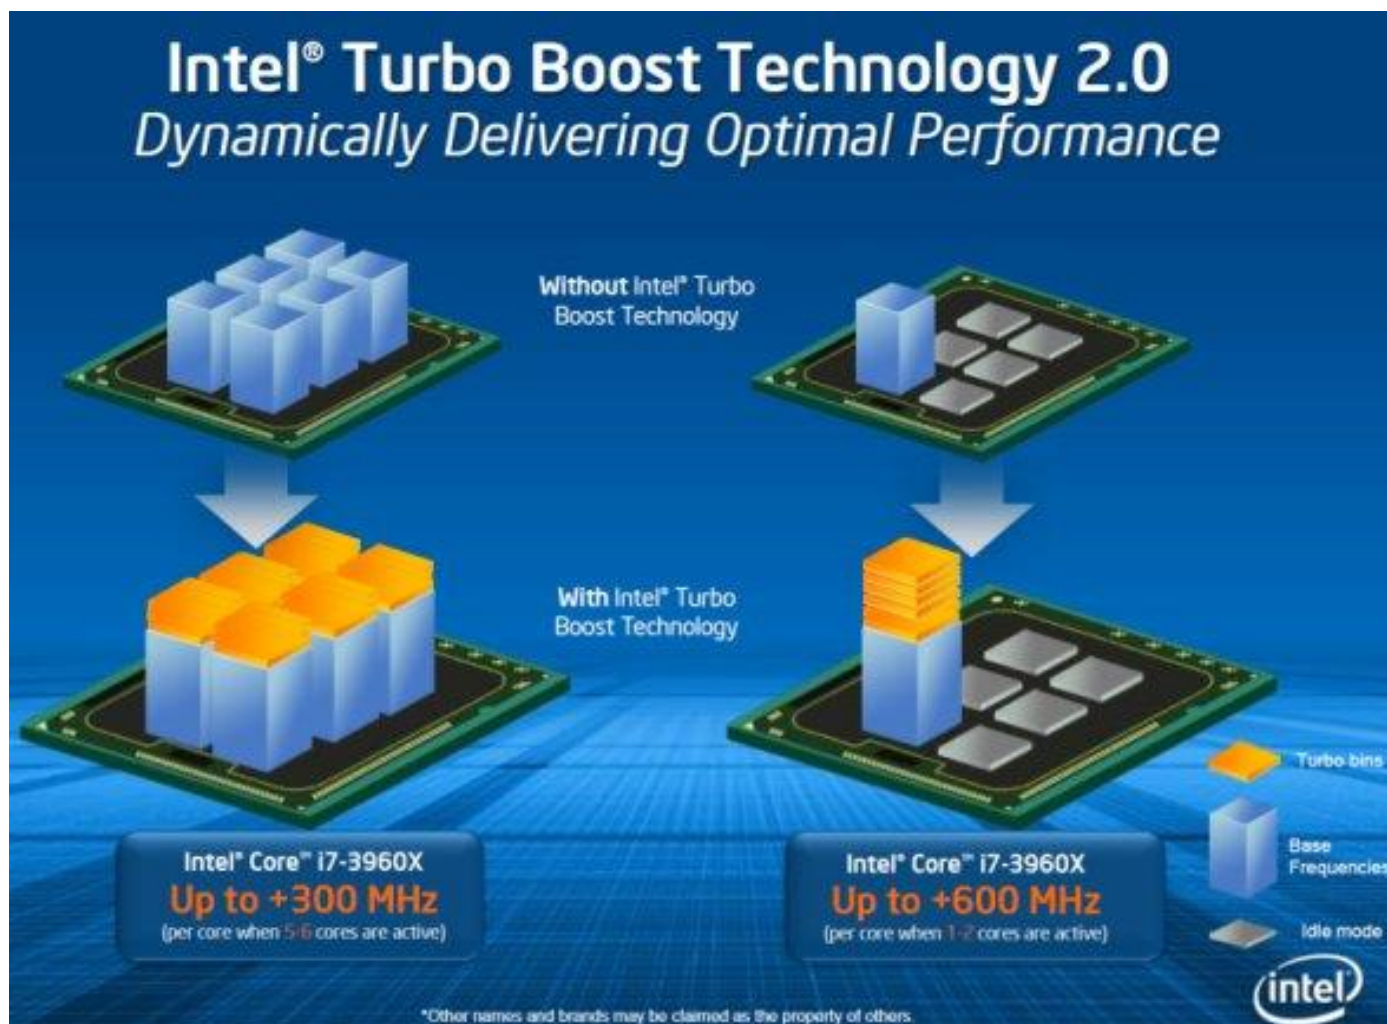 Intel® Turbo Boost Technology 2.0
Dynamically Delivering Optimal Performance
Without Intel® Turbo
Boost Technology
With Intel® Turbo
Boost Technology
Intel® Core™ i7-3960X
Up to +300 MHz
(per core when 5-6 cores are active)
Intel® Core™ i7-3960X
Up to +600 MHz
(per core when 1-2 cores are active)
Turbo bins
Base
Frequencies
Idle mode
intel
*Other names and brands may be claimed as the property of others.